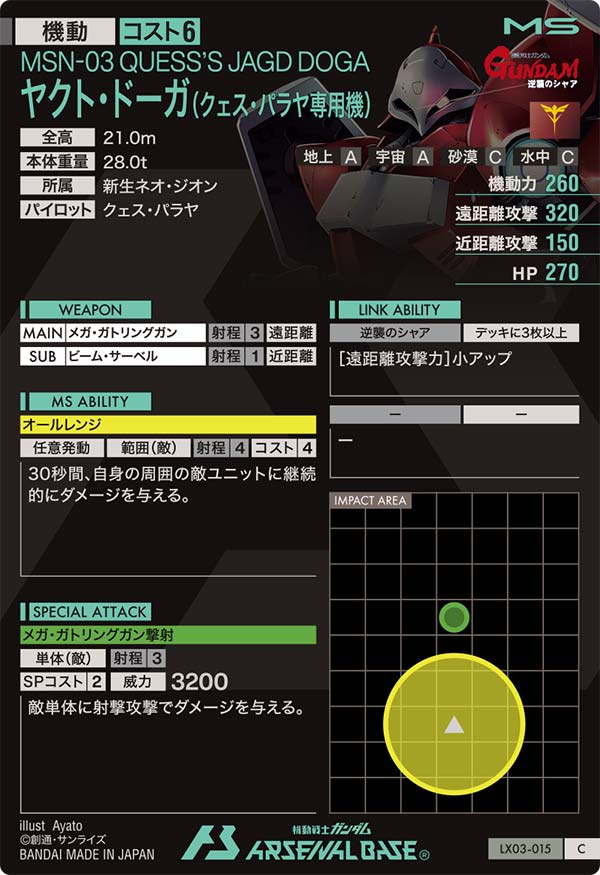 機動 コスト6 MS
MSN-03 QUESS'S JAGD DOGA
ヤクト・ドーガ(クェス・パラヤ専用機)
機動戦士ガンダム
GUNDAM
逆襲のシャア
全高 21.0m
本体重量 28.0t
所属 新生ネオ・ジオン
パイロット クェス・パラヤ
地上 A 宇宙 A 砂漠 C 水中 C
機動力 260
遠距離攻撃 320
近距離攻撃 150
HP 270
WEAPON
MAIN メガ・ガトリングガン 射程 3 遠距離
SUB ビーム・サーベル 射程 1 近距離
LINK ABILITY
逆襲のシャア デッキに3枚以上
[遠距離攻撃力]小アップ
ー ー
ー
MS ABILITY
オールレンジ
任意発動 範囲(敵) 射程 4 コスト 4
30秒間、自身の周囲の敵ユニットに継続
的にダメージを与える。
IMPACT AREA
SPECIAL ATTACK
メガ・ガトリングガン撃射
単体(敵) 射程 3
SPコスト 2 威力 3200
敵単体に射撃攻撃でダメージを与える。
illust Ayato
©創通・サンライズ
BANDAI MADE IN JAPAN
機動戦士ガンダム
AB ARSENAL BASE®
LX03-015 C